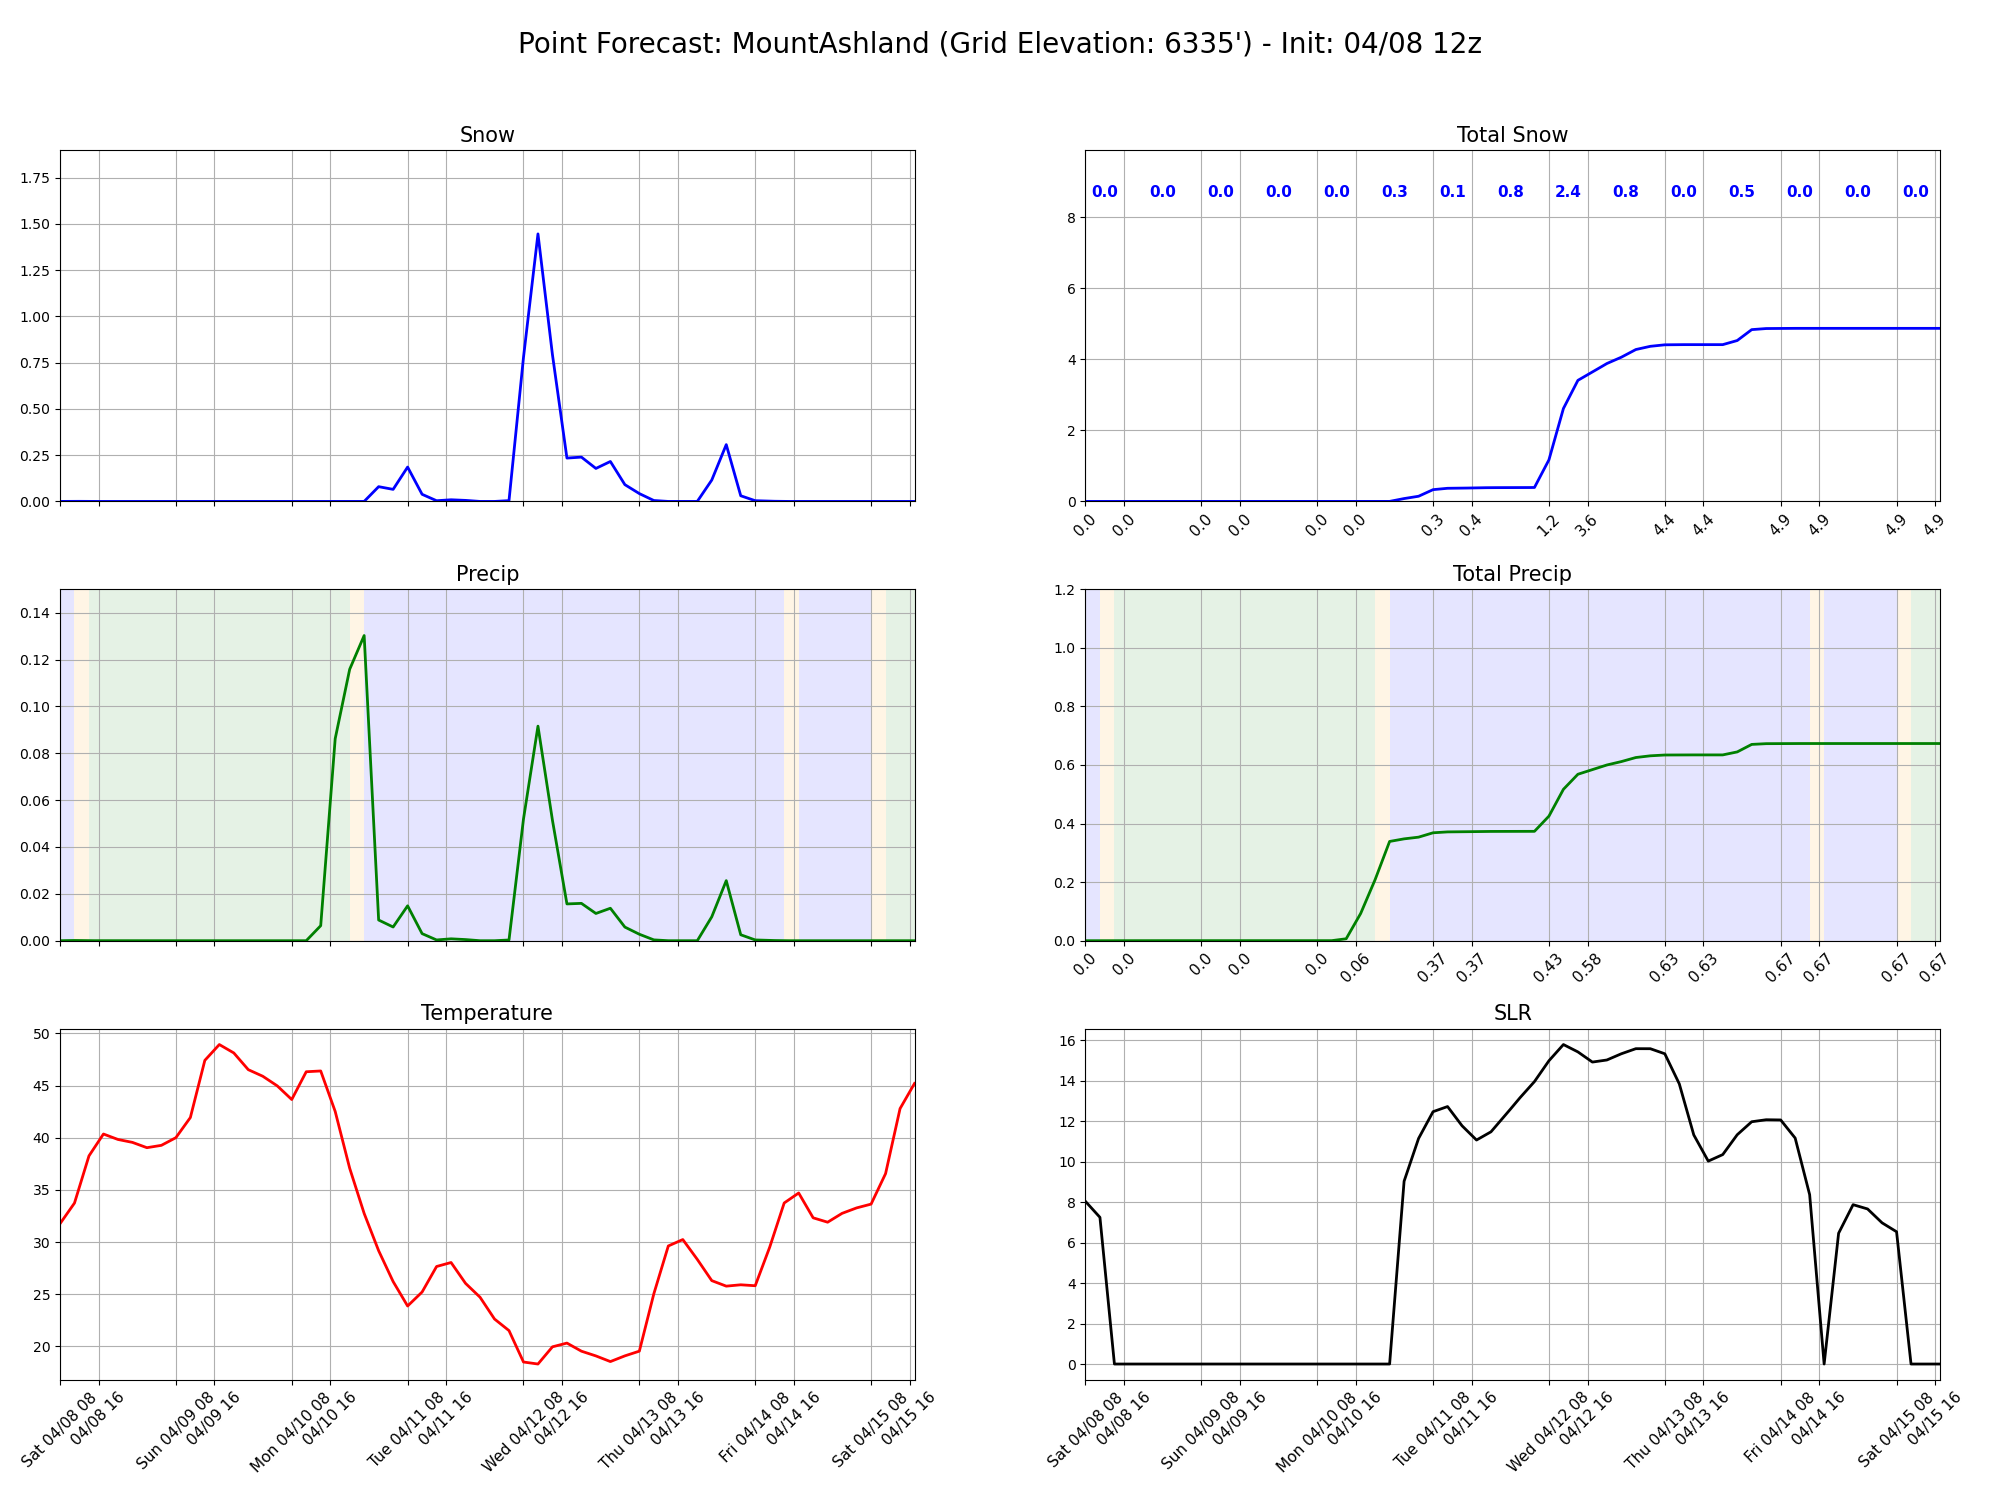 Point Forecast: MountAshland (Grid Elevation: 6335') - Init: 04/08 12z
Snow
1.75
1.50
1.25
1.00
0.75
0.50
0.25
0.00
Total Snow
0.0 0.0 0.0 0.0 0.0 0.3 0.1 0.8 2.4 0.8 0.0 0.5 0.0 0.0 0.0
8
6
4
2
0
0.0 0.0 0.0 0.0 0.0 0.0 0.3 0.4 1.2 3.6 4.4 4.4 4.9 4.9 4.9 4.9
Precip
0.14
0.12
0.10
0.08
0.06
0.04
0.02
0.00
Total Precip
1.2
1.0
0.8
0.6
0.4
0.2
0.0
0.0 0.0 0.0 0.0 0.0 0.06 0.37 0.37 0.43 0.58 0.63 0.63 0.67 0.67 0.67 0.67
Temperature
50
45
40
35
30
25
20
Sat 04/08 08
04/08 16
Sun 04/09 08
04/09 16
Mon 04/10 08
04/10 16
Tue 04/11 08
04/11 16
Wed 04/12 08
04/12 16
Thu 04/13 08
04/13 16
Fri 04/14 08
04/14 16
Sat 04/15 08
04/15 16
SLR
16
14
12
10
8
6
4
2
0
Sat 04/08 08
04/08 16
Sun 04/09 08
04/09 16
Mon 04/10 08
04/10 16
Tue 04/11 08
04/11 16
Wed 04/12 08
04/12 16
Thu 04/13 08
04/13 16
Fri 04/14 08
04/14 16
Sat 04/15 08
04/15 16